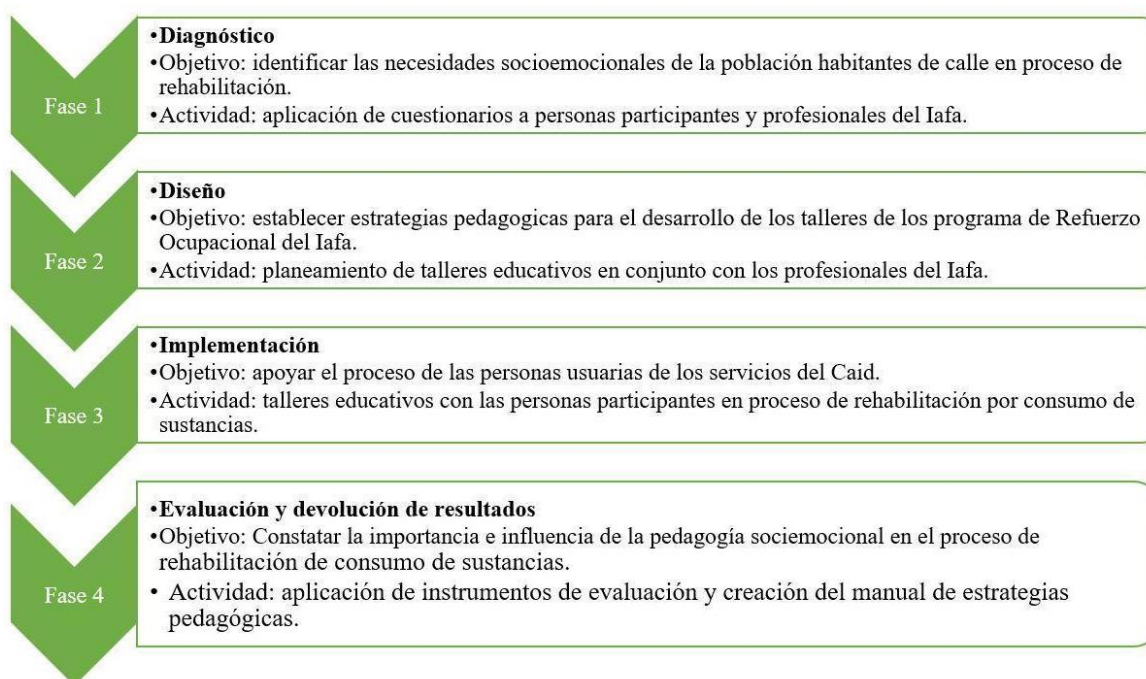 Fase 1
•Diagnóstico
•Objetivo: identificar las necesidades socioemocionales de la población habitantes de calle en proceso de
rehabilitación.
•Actividad: aplicación de cuestionarios a personas participantes y profesionales del Iafa.
Fase 2
•Diseño
•Objetivo: establecer estrategias pedagogicas para el desarrollo de los talleres de los programa de Refuerzo
Ocupacional del Iafa.
•Actividad: planeamiento de talleres educativos en conjunto con los profesionales del Iafa.
Fase 3
•Implementación
•Objetivo: apoyar el proceso de las personas usuarias de los servicios del Caid.
•Actividad: talleres educativos con las personas participantes en proceso de rehabilitación por consumo de
sustancias.
Fase 4
•Evaluación y devolución de resultados
•Objetivo: Constatar la importancia e influencia de la pedagogía sociemocional en el proceso de
rehabilitación de consumo de sustancias.
• Actividad: aplicación de instrumentos de evaluación y creación del manual de estrategias
pedagógicas.